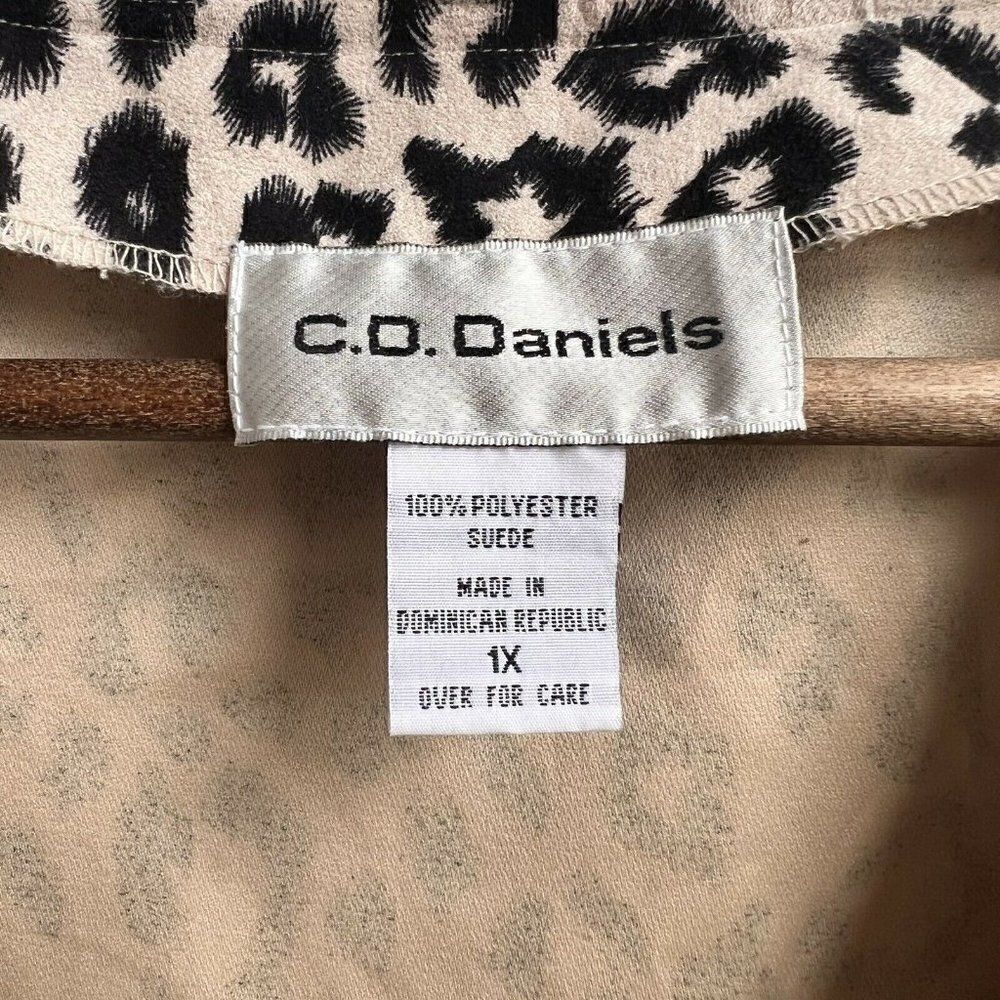 C.D. Daniels
100% POLYESTER
SUEDE
MADE IN
DOMINICAN REPUBLIC
1X
OVER FOR CARE